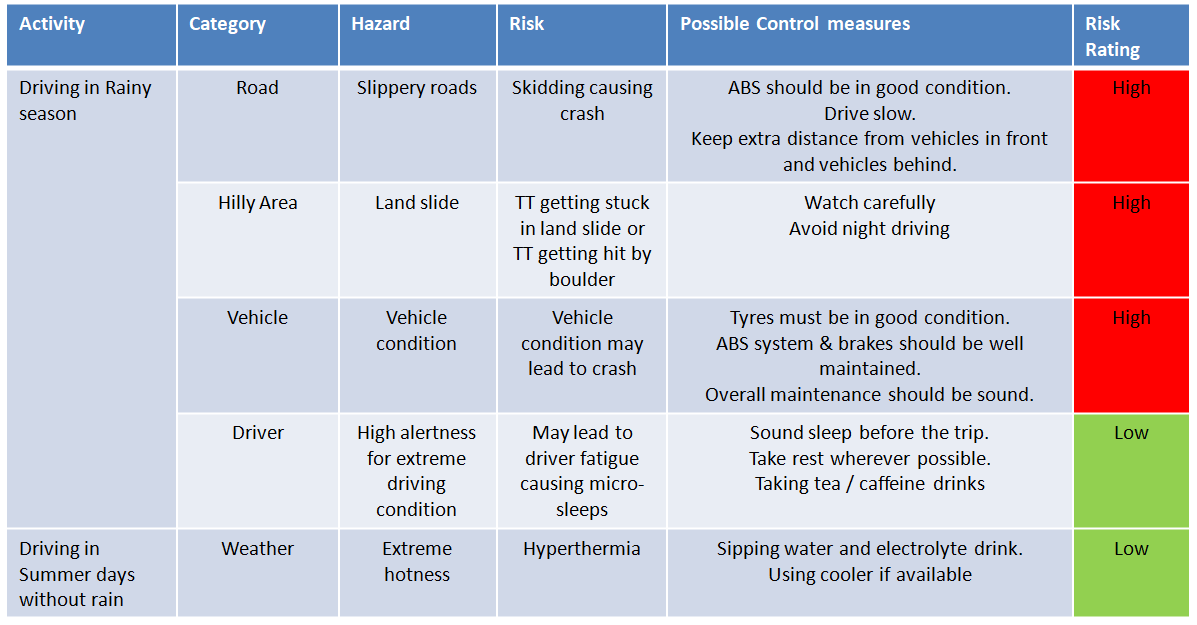 Activity
Category
Hazard
Risk
Possible Control measures
Risk
Rating
Driving in Rainy
season
Road
Slippery roads
Skidding causing
crash
ABS should be in good condition.
Drive slow.
Keep extra distance from vehicles in front
and vehicles behind.
High
Hilly Area
Land slide
TT getting stuck
in land slide or
TT getting hit by
boulder
Watch carefully
Avoid night driving
High
Vehicle
Vehicle
condition
Vehicle
condition may
lead to crash
Tyres must be in good condition.
ABS system & brakes should be well
maintained.
Overall maintenance should be sound.
High
Driver
High alertness
for extreme
driving
condition
May lead to
driver fatigue
causing micro-
sleeps
Sound sleep before the trip.
Take rest wherever possible.
Taking tea / caffeine drinks
Low
Driving in
Summer days
without rain
Weather
Extreme
hotness
Hyperthermia
Sipping water and electrolyte drink.
Using cooler if available
Low